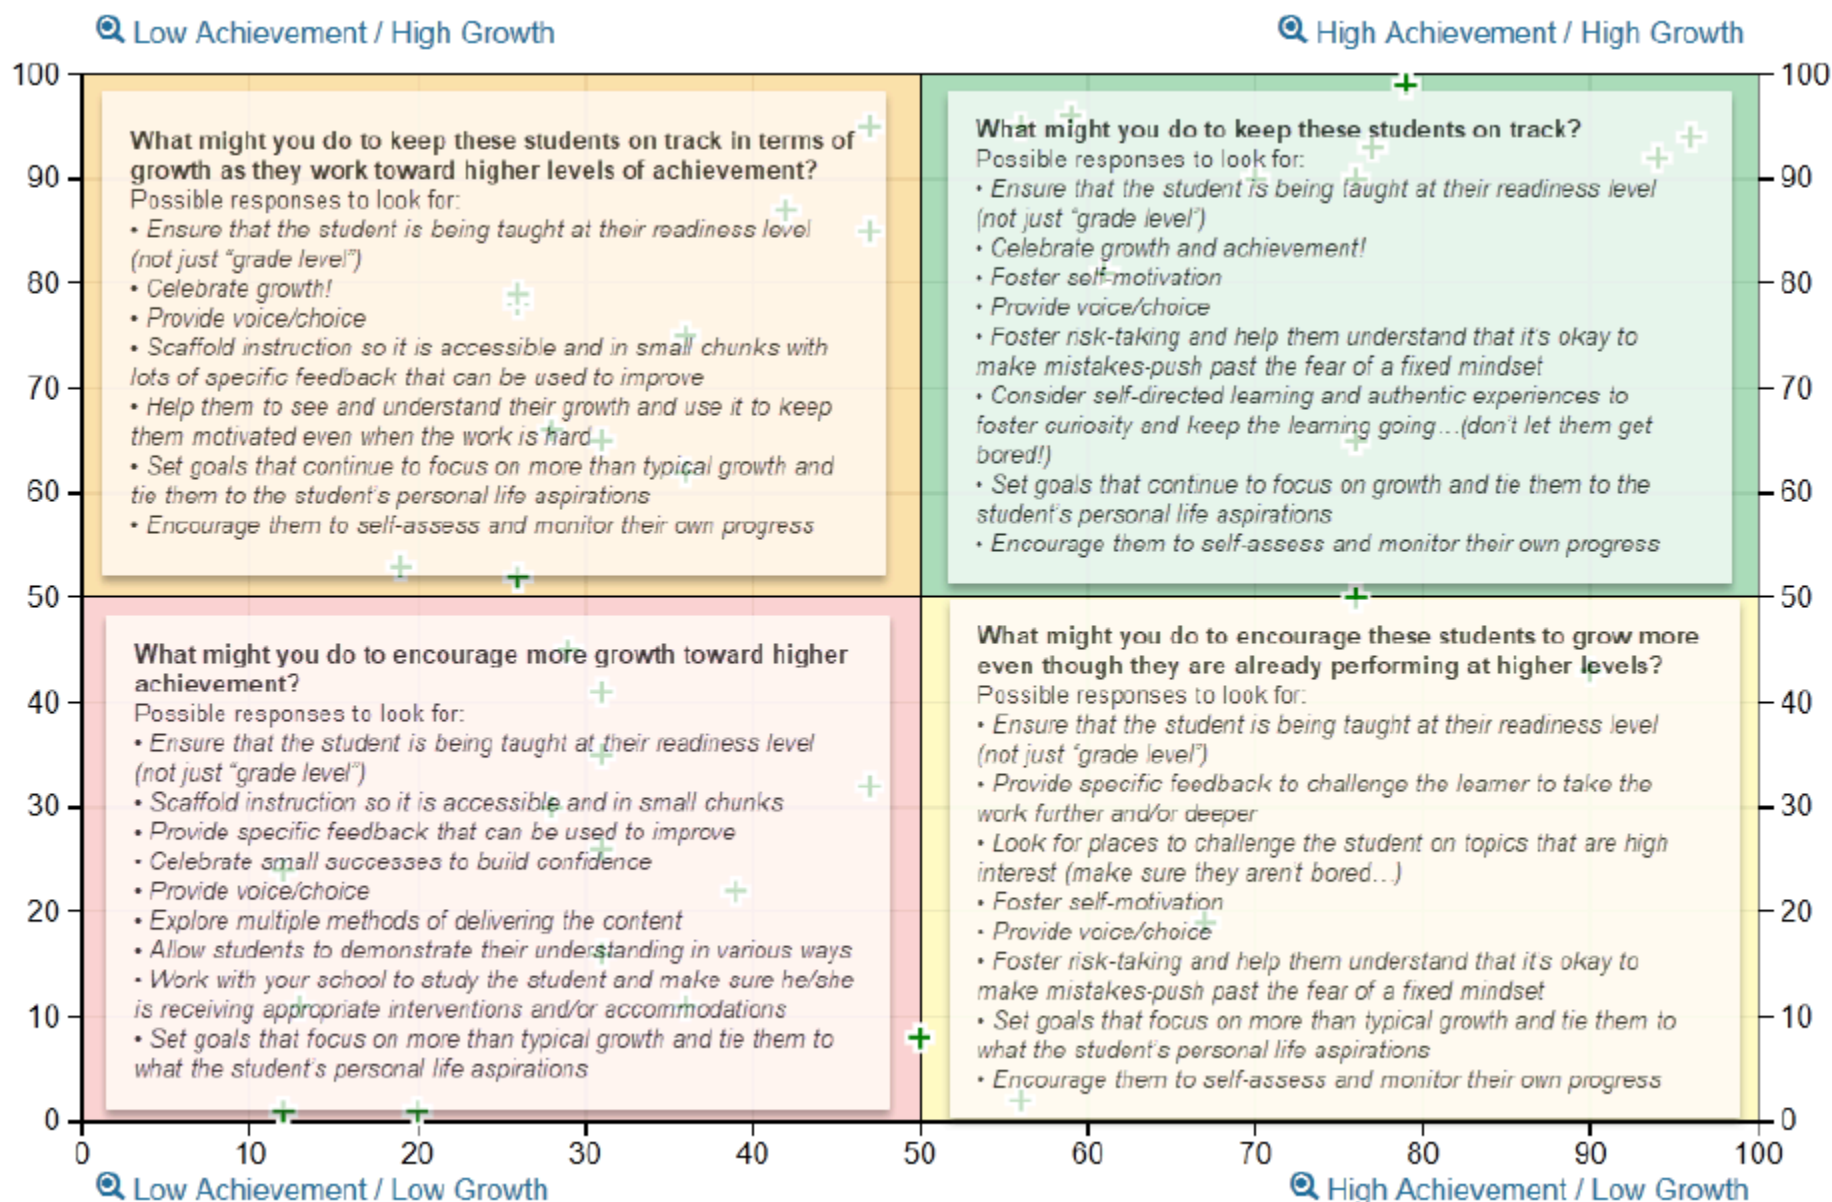 Low Achievement / High Growth
High Achievement / High Growth
100
90
80
70
60
50
40
30
20
10
0
What might you do to keep these students on track in terms of
growth as they work toward higher levels of achievement?
Possible responses to look for:
• Ensure that the student is being taught at their readiness level
(not just “grade level”)
• Celebrate growth!
• Provide voice/choice
• Scaffold instruction so it is accessible and in small chunks with
lots of specific feedback that can be used to improve
• Help them to see and understand their growth and use it to keep
them motivated even when the work is hard
• Set goals that continue to focus on more than typical growth and
tie them to the student's personal life aspirations
• Encourage them to self-assess and monitor their own progress
What might you do to keep these students on track?
Possible responses to look for:
• Ensure that the student is being taught at their readiness level
(not just “grade level”)
• Celebrate growth and achievement!
• Foster self-motivation
• Provide voice/choice
• Foster risk-taking and help them understand that it's okay to
make mistakes-push past the fear of a fixed mindset
• Consider self-directed learning and authentic experiences to
foster curiosity and keep the learning going…(don't let them get
bored!)
• Set goals that continue to focus on growth and tie them to the
student's personal life aspirations
• Encourage them to self-assess and monitor their own progress
What might you do to encourage more growth toward higher
achievement?
Possible responses to look for:
• Ensure that the student is being taught at their readiness level
(not just “grade level”)
• Scaffold instruction so it is accessible and in small chunks
• Provide specific feedback that can be used to improve
• Celebrate small successes to build confidence
• Provide voice/choice
• Explore multiple methods of delivering the content
• Allow students to demonstrate their understanding in various ways
• Work with your school to study the student and make sure he/she
is receiving appropriate interventions and/or accommodations
• Set goals that focus on more than typical growth and tie them to
what the student's personal life aspirations
What might you do to encourage these students to grow more
even though they are already performing at higher levels?
Possible responses to look for:
• Ensure that the student is being taught at their readiness level
(not just “grade level”)
• Provide specific feedback to challenge the learner to take the
work further and/or deeper
• Look for places to challenge the student on topics that are high
interest (make sure they aren't bored…)
• Foster self-motivation
• Provide voice/choice
• Foster risk-taking and help them understand that it's okay to
make mistakes-push past the fear of a fixed mindset
• Set goals that focus on more than typical growth and tie them to
what the student's personal life aspirations
• Encourage them to self-assess and monitor their own progress
100
90
80
70
60
50
40
30
20
10
0
0 10 20 30 40 50 60 70 80 90 100
Low Achievement / Low Growth
High Achievement / Low Growth